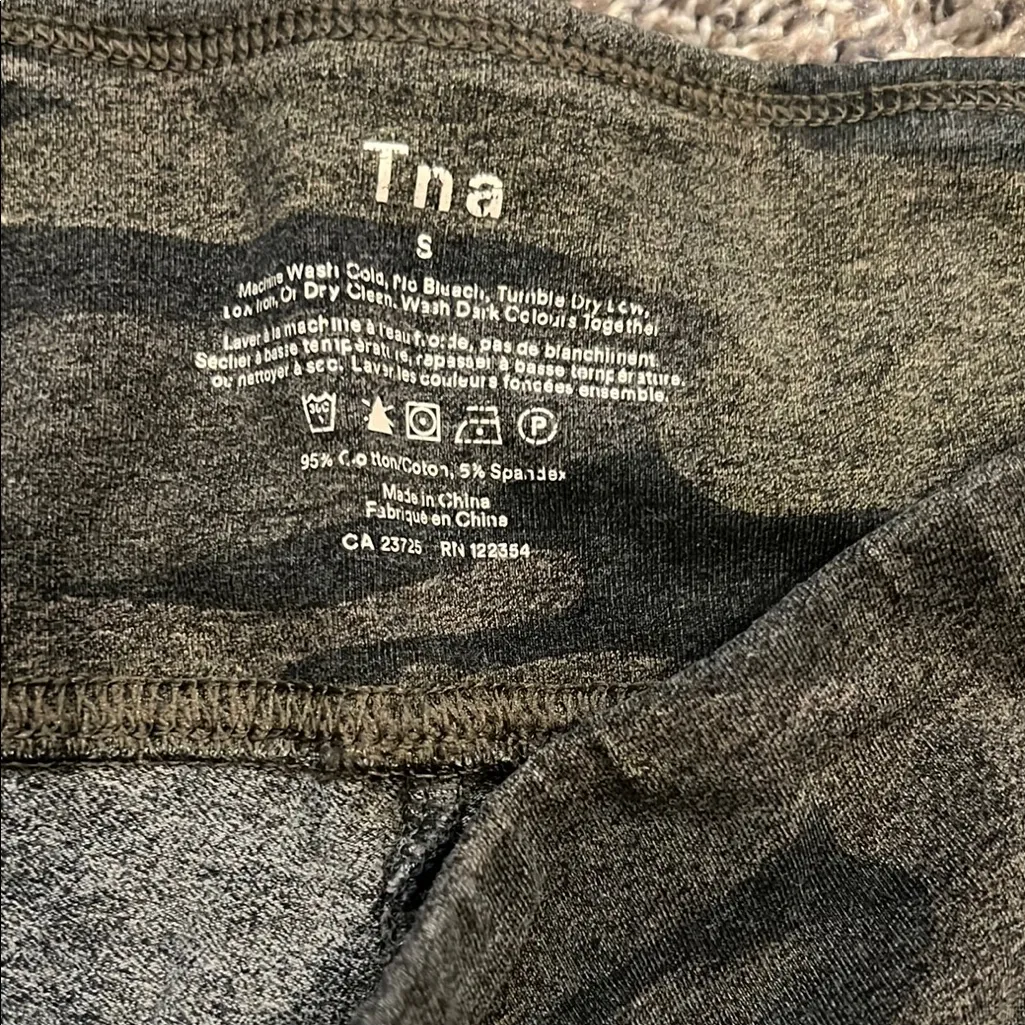 Tna
S
Machine Wash Cold, No Bleach, Tumble Dry Low,
Low Iron, Or Dry Clean. Wash Dark Colours Together
Laver à la machine à l'eau froide, pas de blanchiment.
Sécher à basse température, repasser à basse température.
Ou nettoyer à sec. Laver les couleurs foncées ensemble.
30C
P
95% Cotton/Coton, 5% Spandex
Made in China
Fabriqué en China
CA 23725 RN 122354